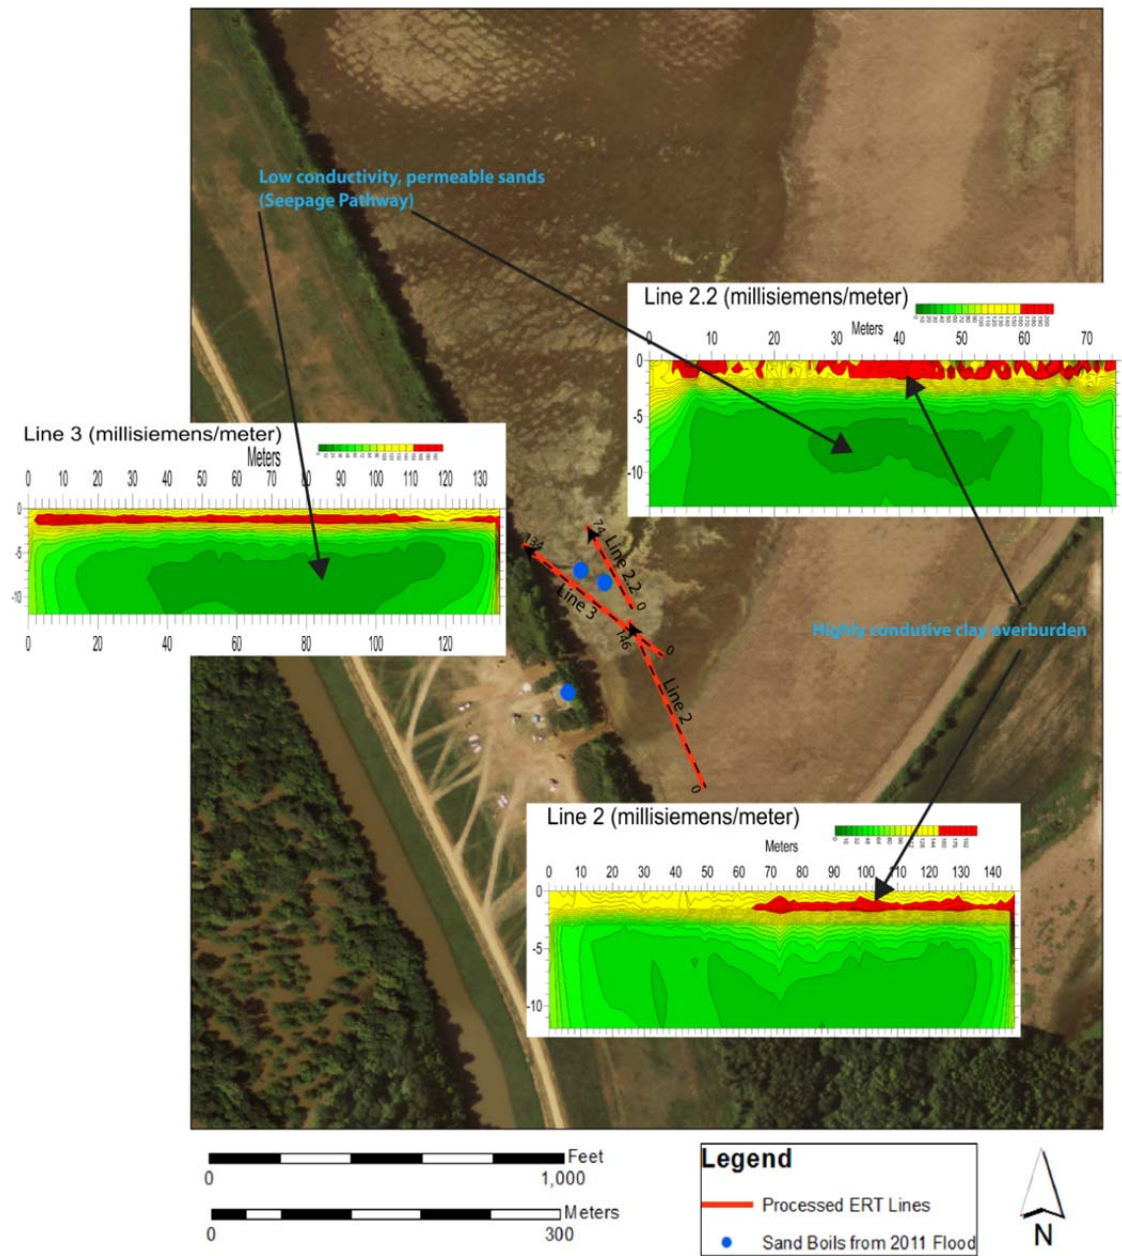 Low conductivity, permeable sands
(Seepage Pathway)
Line 2.2 (millisiemens/meter)
Meters
0 10 20 30 40 50 60 70
0
-5
-10
Line 3 (millisiemens/meter)
Meters
0 10 20 30 40 50 60 70 80 90 100 110 120 130
0
-5
-10
0 20 40 60 80 100 120
74
Line 2.2
0
134
Line 3
0
146
Line 2
0
Highly condutive clay overburden
Line 2 (millisiemens/meter)
Meters
0 10 20 30 40 50 60 70 80 90 100 110 120 130 140
0
-5
-10
Feet
0 1,000
Meters
0 300
Legend
Processed ERT Lines
Sand Boils from 2011 Flood
N